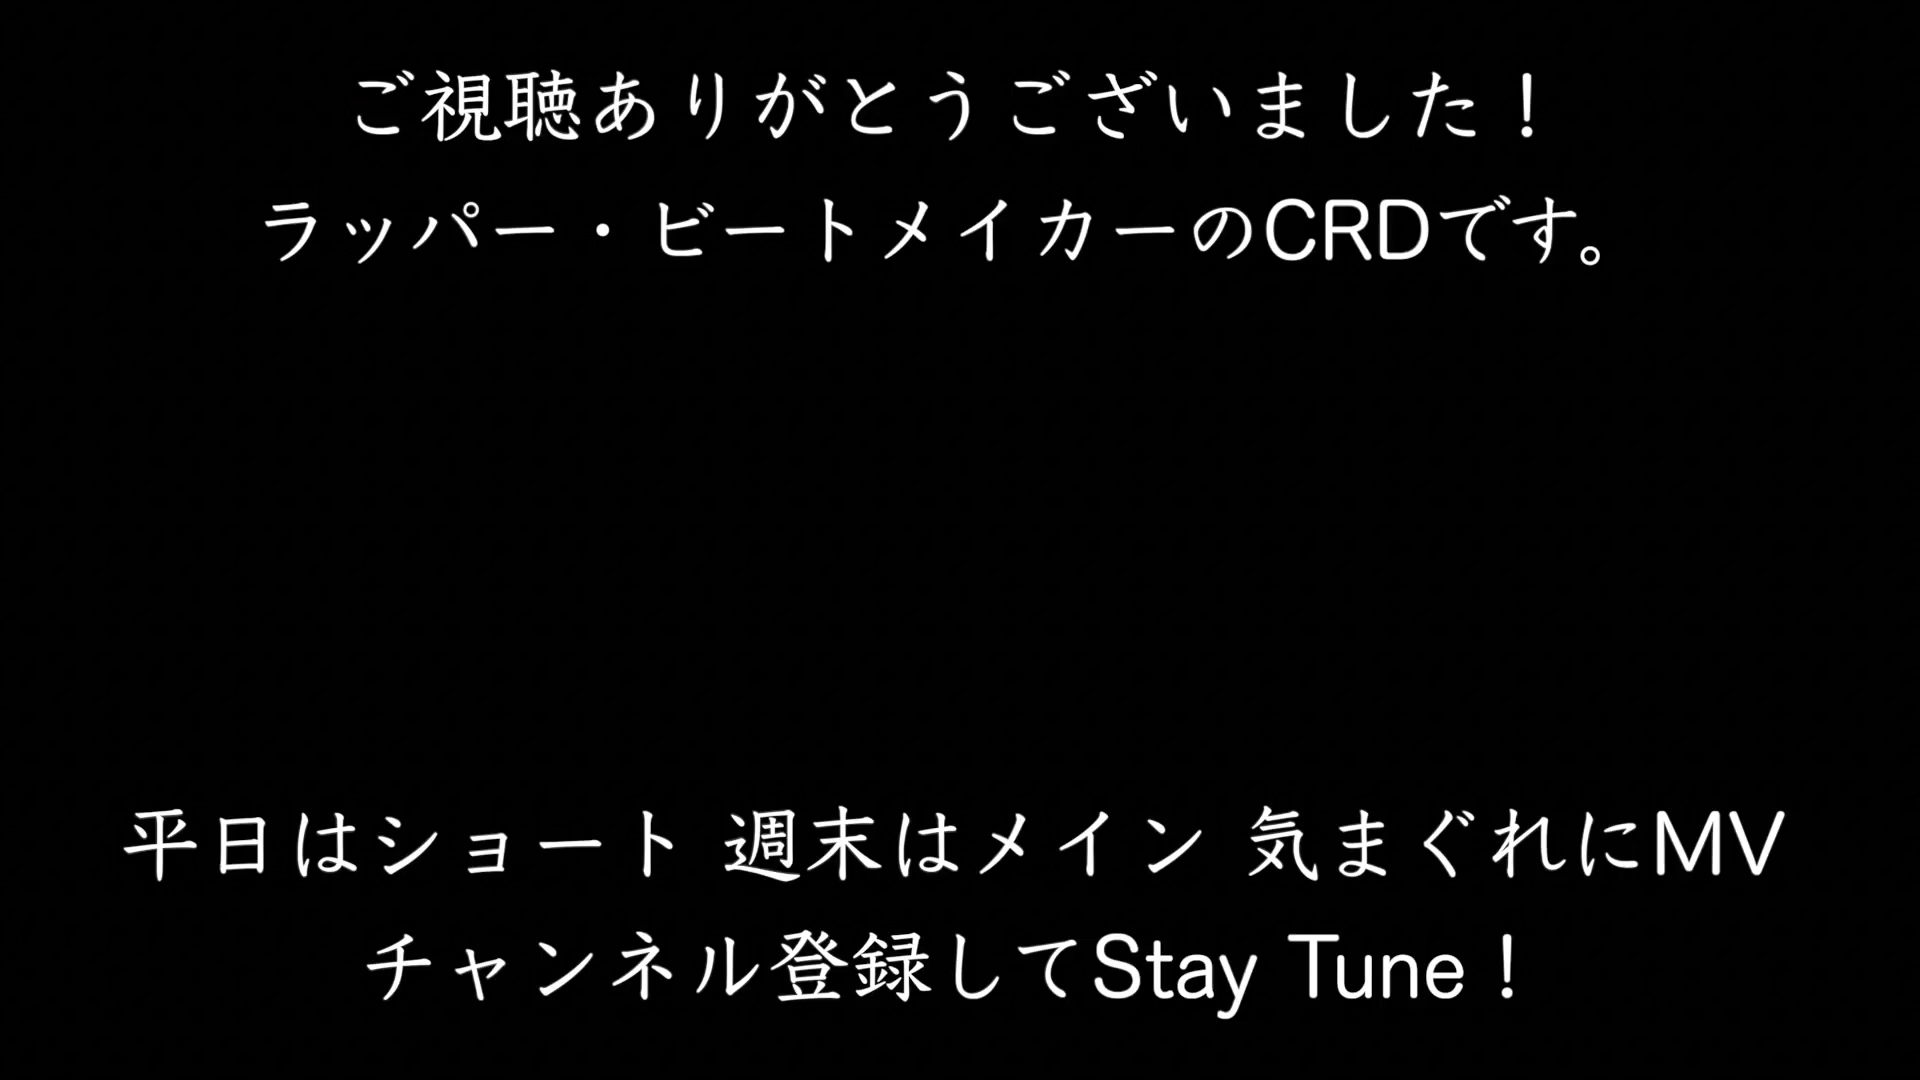 ご視聴ありがとうございました！
ラッパー・ビートメイカーのCRDです。
平日はショート 週末はメイン 気まぐれにMV
チャンネル登録してStay Tune！